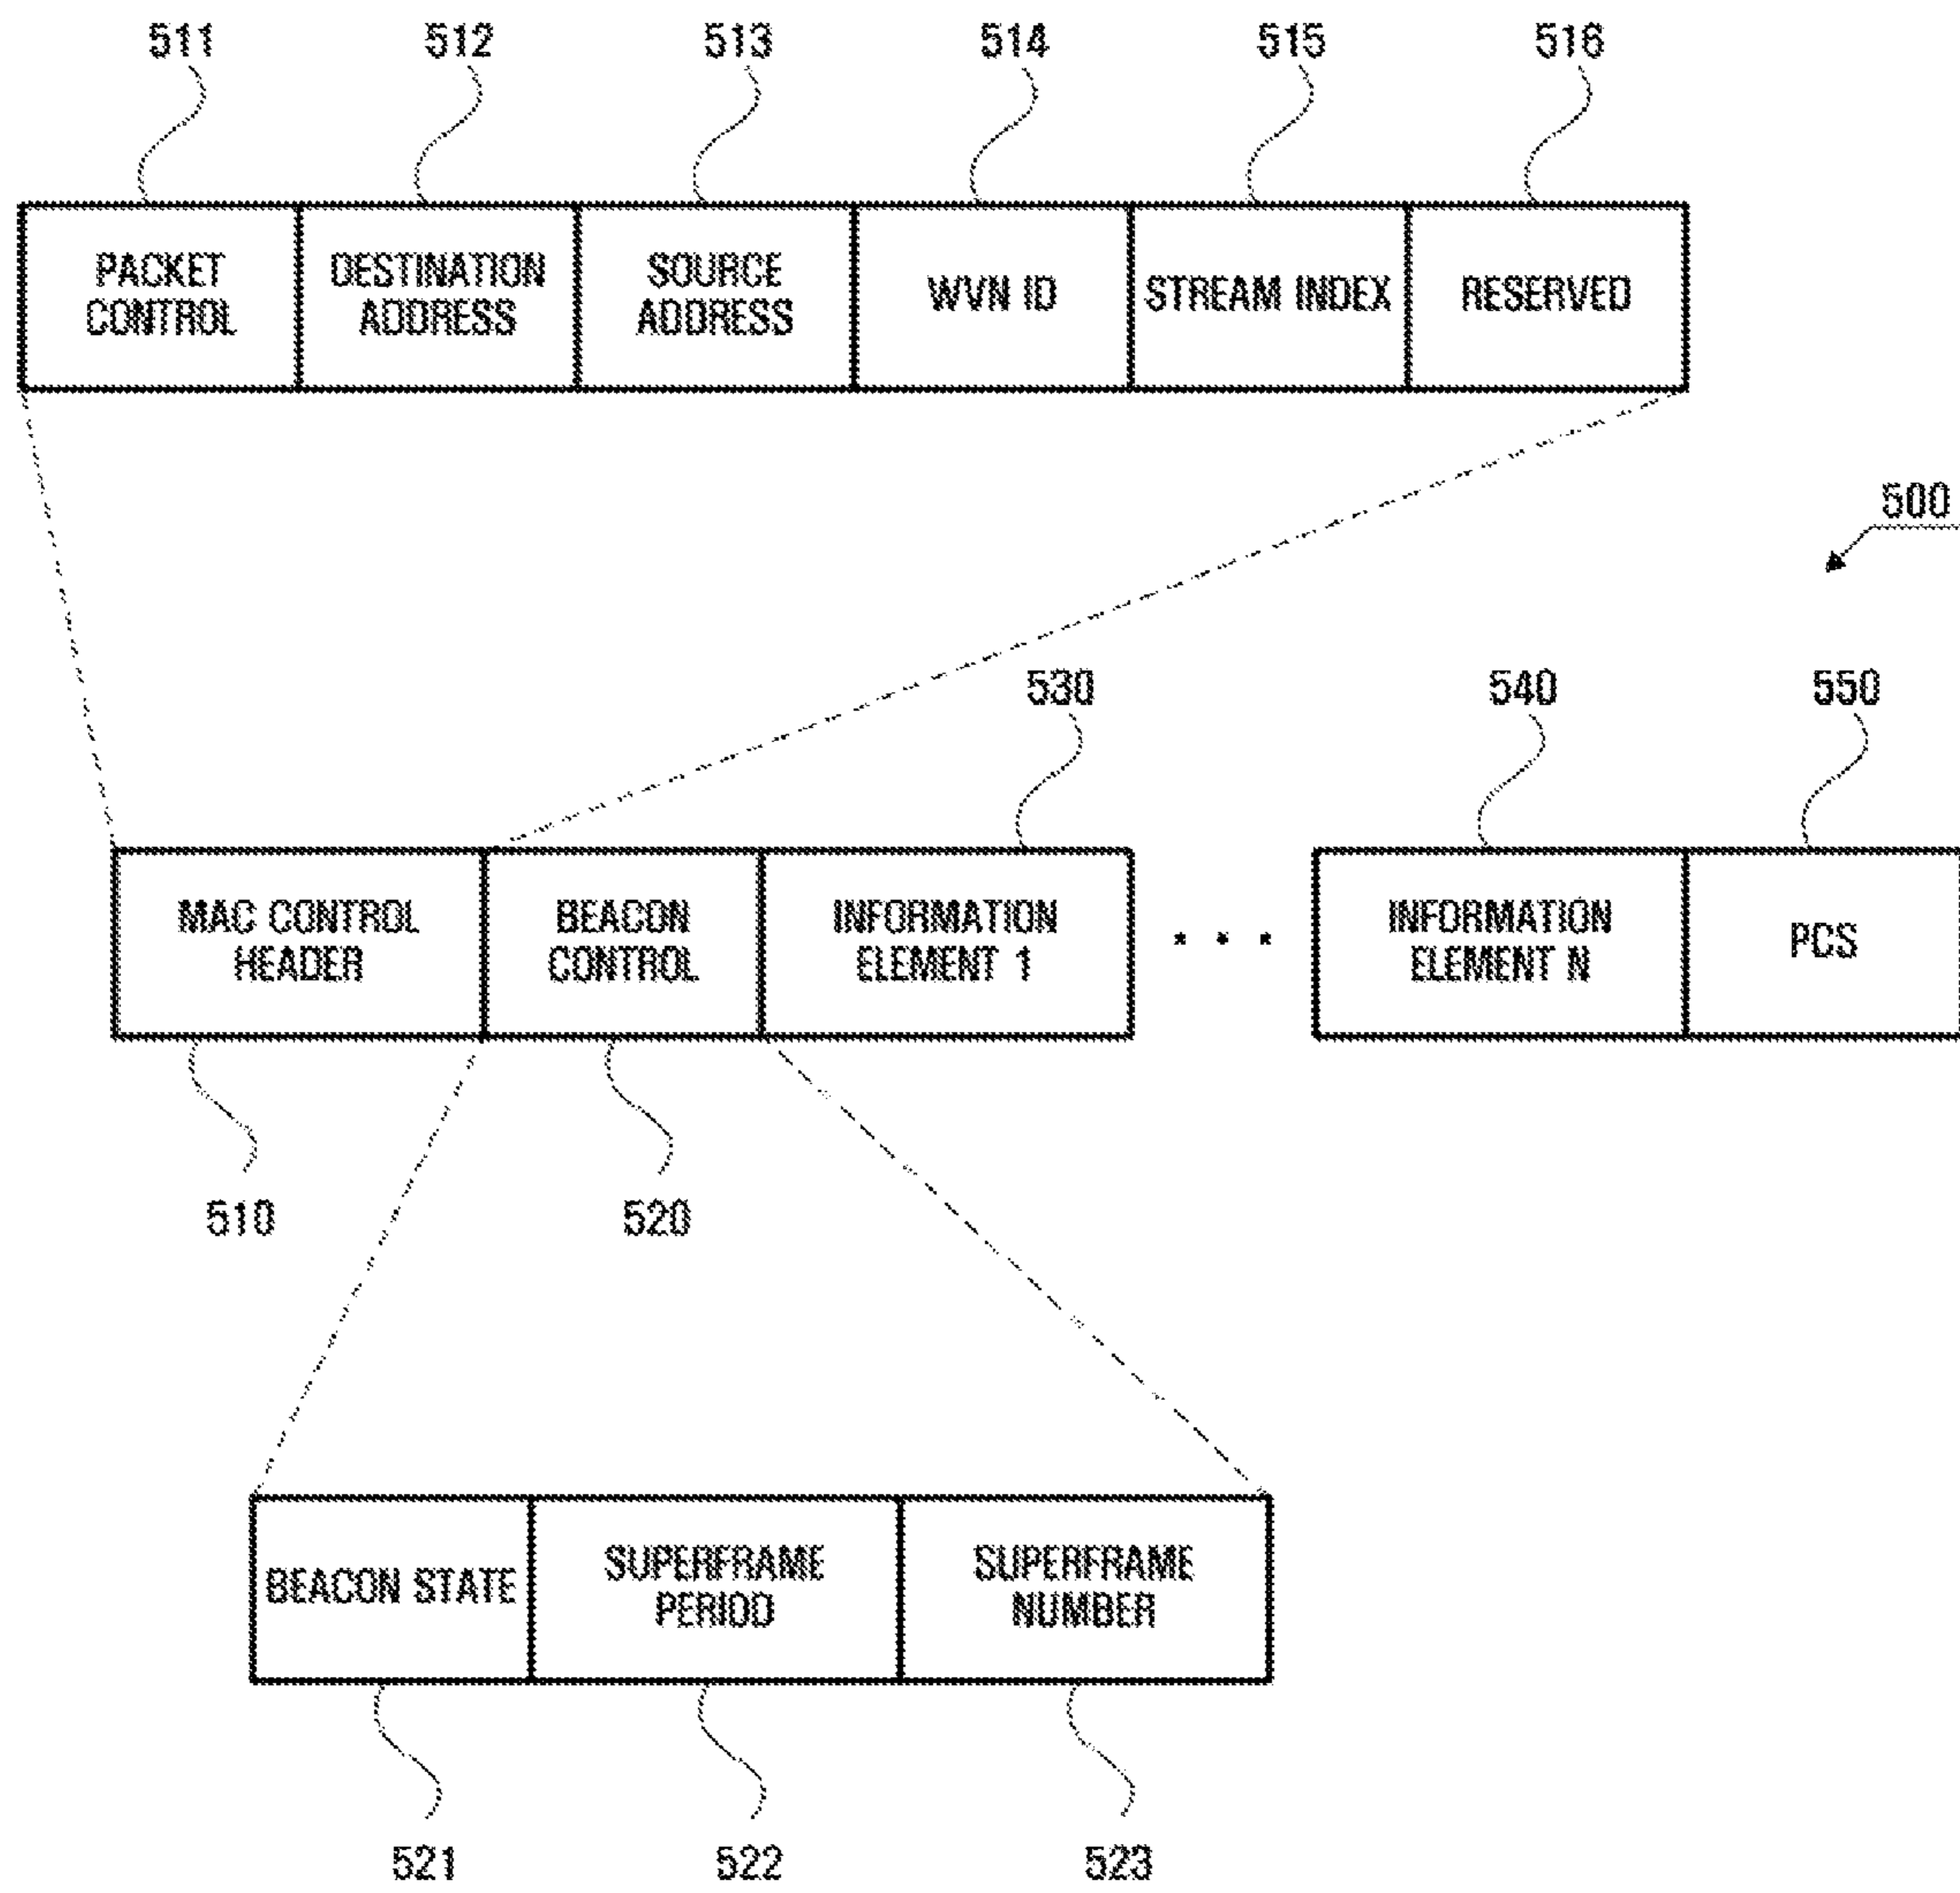 511 512 513 514 515 516
PACKET CONTROL DESTINATION ADDRESS SOURCE ADDRESS WVN ID STREAM INDEX RESERVED
500
530 540 550
MAC CONTROL HEADER BEACON CONTROL INFORMATION ELEMENT 1 . . . INFORMATION ELEMENT N PCS
510 520
BEACON STATE SUPERFRAME PERIOD SUPERFRAME NUMBER
521 522 523